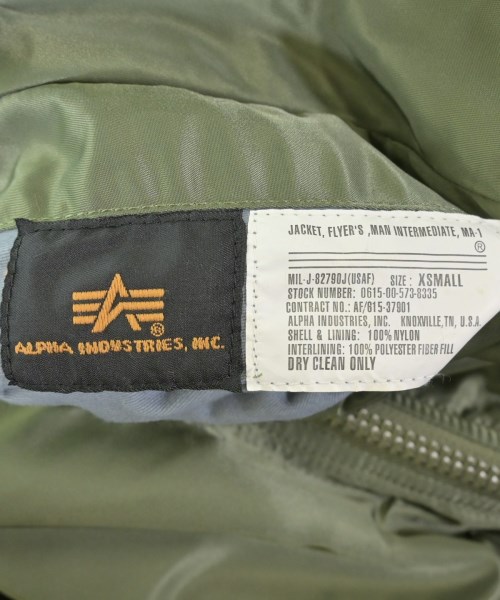 ALPHA INDUSTRIES, INC.
®
JACKET, FLYER'S ,MAN INTERMEDIATE, MA-1
®
MIL-J-82790J(USAF) SIZE: XSMALL
STOCK NUMBER: 0615-00-573-8335
CONTRACT NO.: AF/615-37901
ALPHA INDUSTRIES, INC. KNOXVILLE,TN, U.S.A.
SHELL & LINING: 100% NYLON
INTERLINING: 100% POLYESTER FIBER FILL
DRY CLEAN ONLY